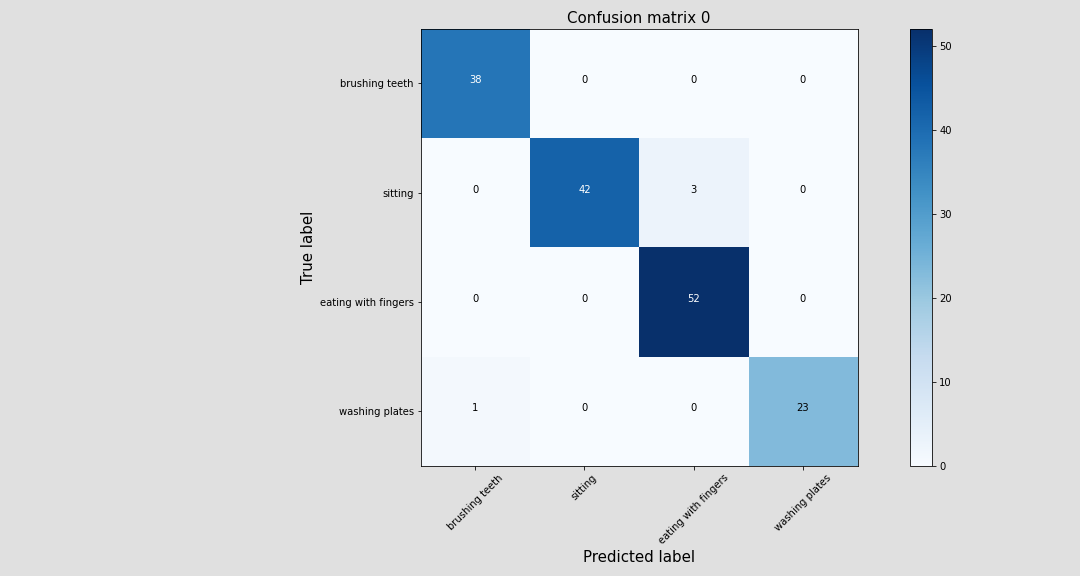 Confusion matrix 0
True label
brushing teeth 38 0 0 0
sitting 0 42 3 0
eating with fingers 0 0 52 0
washing plates 1 0 0 23
brushing teeth sitting eating with fingers washing plates
Predicted label
50
40
30
20
10
0